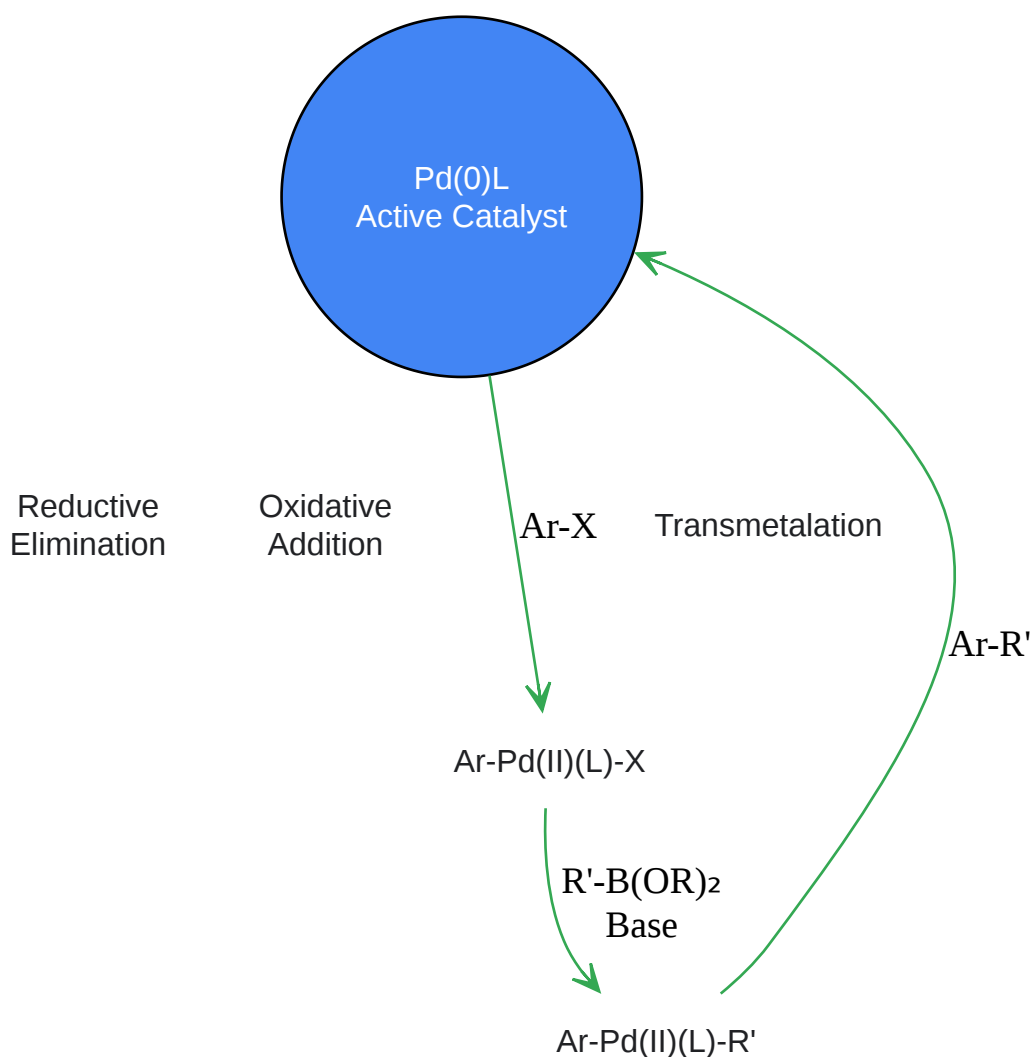 Pd(0)L
Active Catalyst
Reductive
Elimination
Oxidative
Addition
Ar-X
Transmetalation
Ar-R'
Ar-Pd(II)(L)-X
R'-B(OR)₂
Base
Ar-Pd(II)(L)-R'